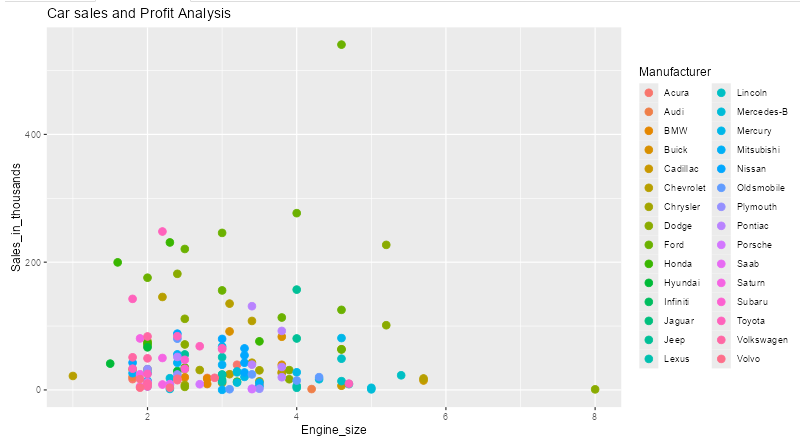 Car sales and Profit Analysis
Sales_in_thousands
400
200
0
2
4
6
8
Engine_size
Manufacturer
Acura
Audi
BMW
Buick
Cadillac
Chevrolet
Chrysler
Dodge
Ford
Honda
Hyundai
Infiniti
Jaguar
Jeep
Lexus
Lincoln
Mercedes-B
Mercury
Mitsubishi
Nissan
Oldsmobile
Plymouth
Pontiac
Porsche
Saab
Saturn
Subaru
Toyota
Volkswagen
Volvo